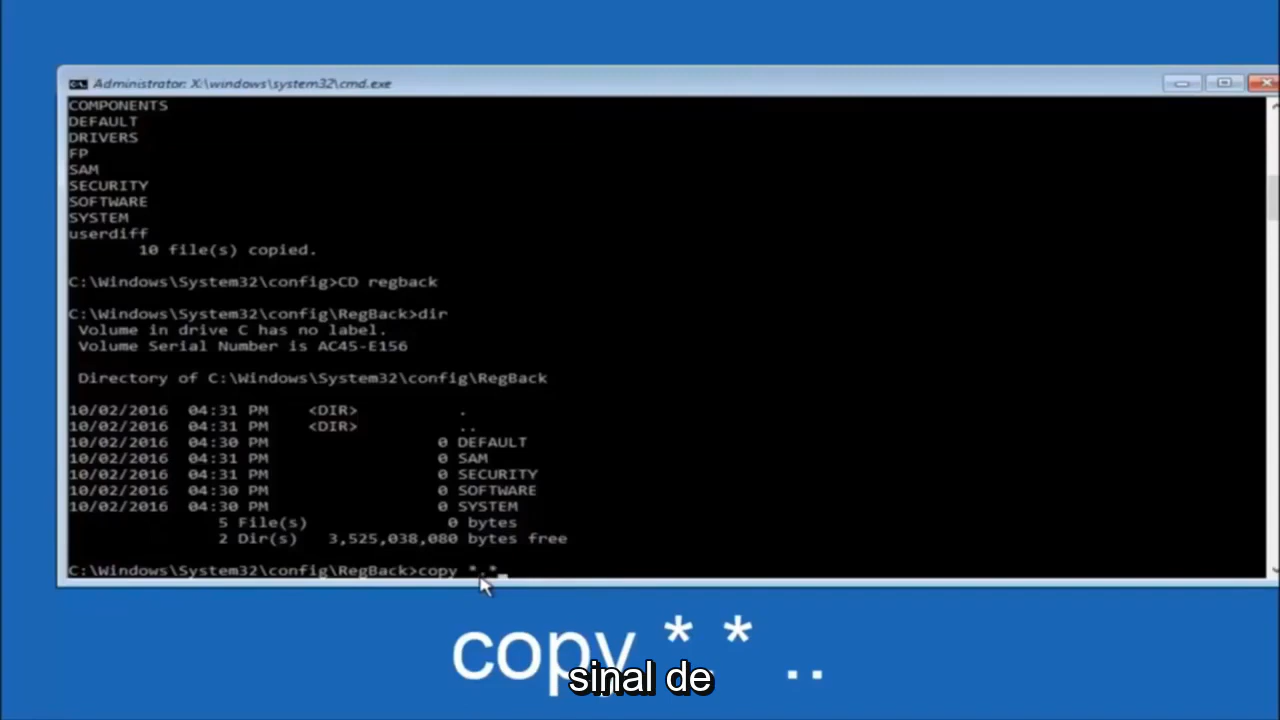 Administrator: X:\windows\system32\cmd.exe
COMPONENTS
DEFAULT
DRIVERS
FP
SAM
SECURITY
SOFTWARE
SYSTEM
userdiff
10 file(s) copied.
C:\Windows\System32\config>CD regback
C:\Windows\System32\config\RegBack>dir
Volume in drive C has no label.
Volume Serial Number is AC45-E156
Directory of C:\Windows\System32\config\RegBack
10/02/2016 04:31 PM <DIR> .
10/02/2016 04:31 PM <DIR> ..
10/02/2016 04:30 PM 0 DEFAULT
10/02/2016 04:31 PM 0 SAM
10/02/2016 04:31 PM 0 SECURITY
10/02/2016 04:30 PM 0 SOFTWARE
10/02/2016 04:30 PM 0 SYSTEM
5 File(s) 0 bytes
2 Dir(s) 3,525,038,080 bytes free
C:\Windows\System32\config\RegBack>copy *.*_
copy *.* ..
sinal de